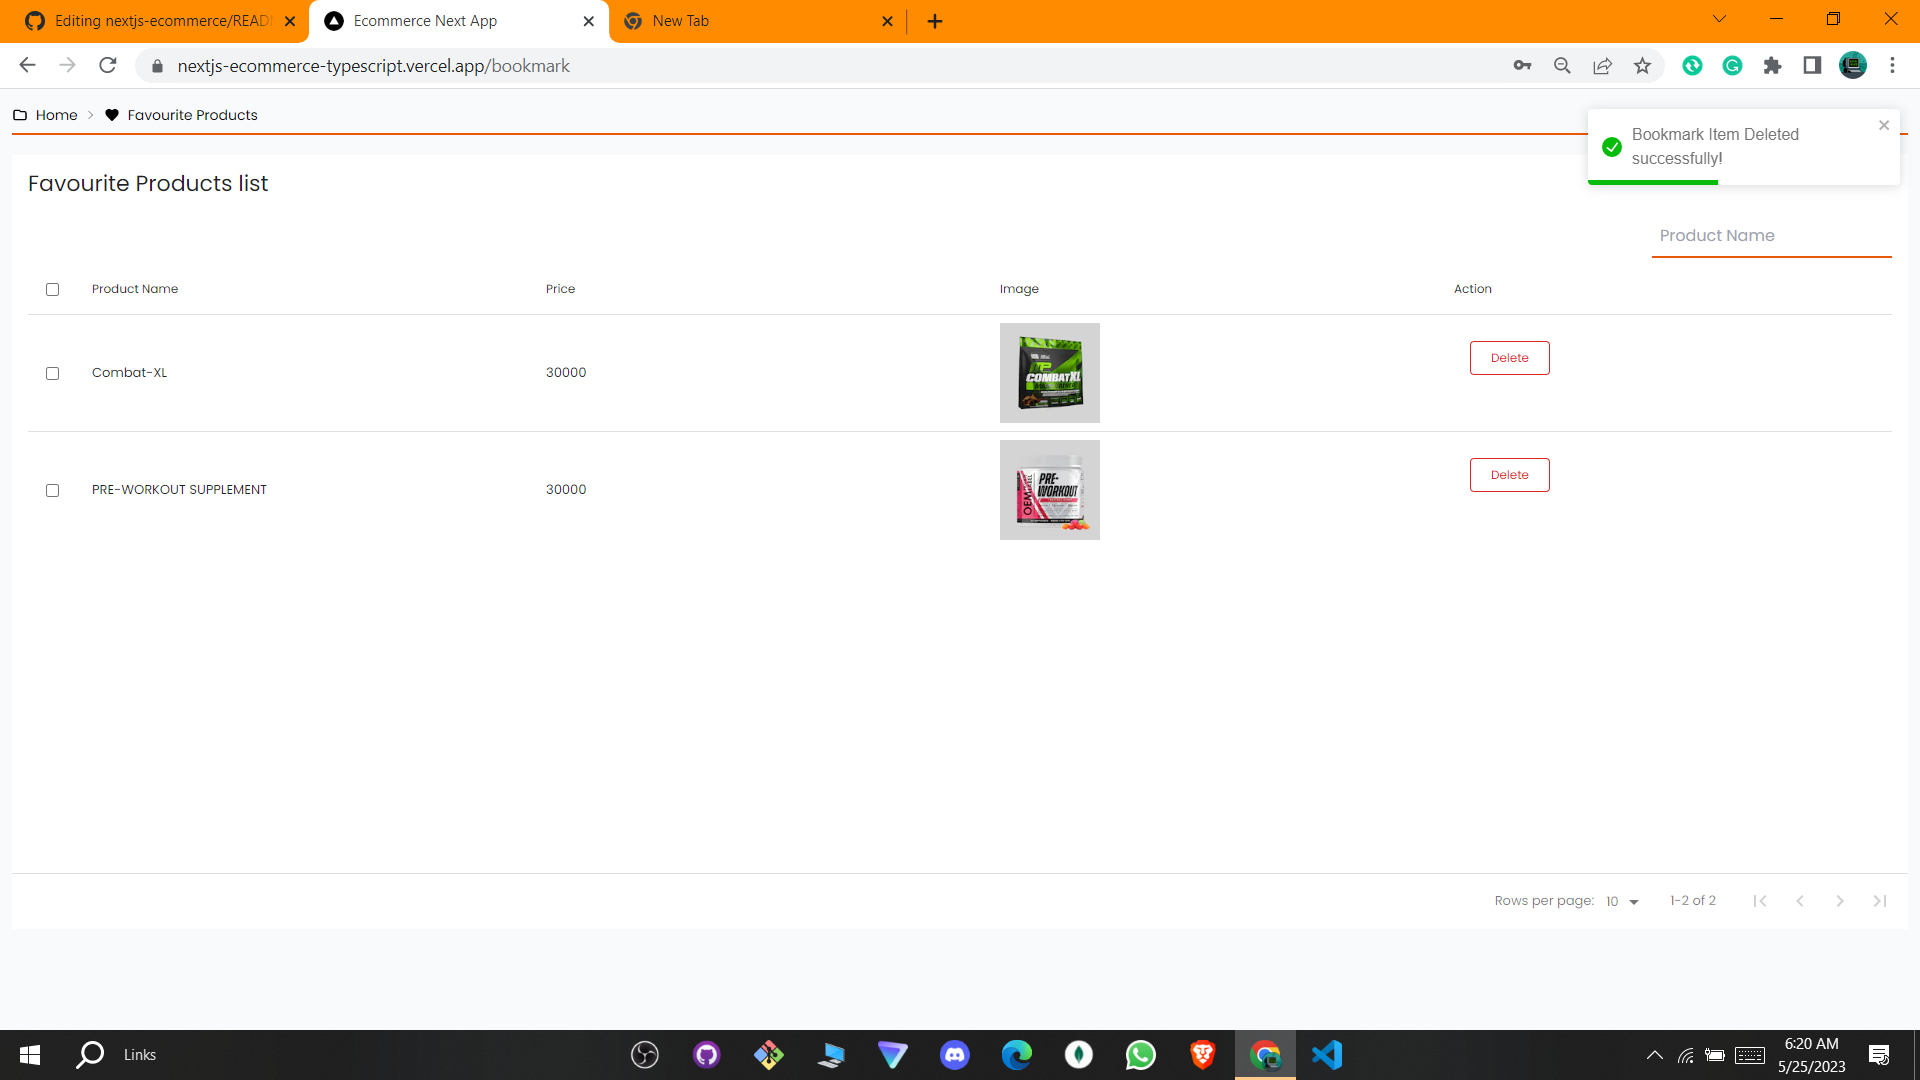 Editing nextjs-ecommerce/READ
Ecommerce Next App
New Tab
nextjs-ecommerce-typescript.vercel.app/bookmark
Home
Favourite Products
Bookmark Item Deleted
successfully!
Favourite Products list
Product Name
Product Name
Price
Image
Action
Combat-XL
30000
MP
COMBAT XL
Delete
PRE-WORKOUT SUPPLEMENT
30000
OEM
PRE-
WORKOUT
Delete
Rows per page:
10
1-2 of 2
Links
6:20 AM
5/25/2023